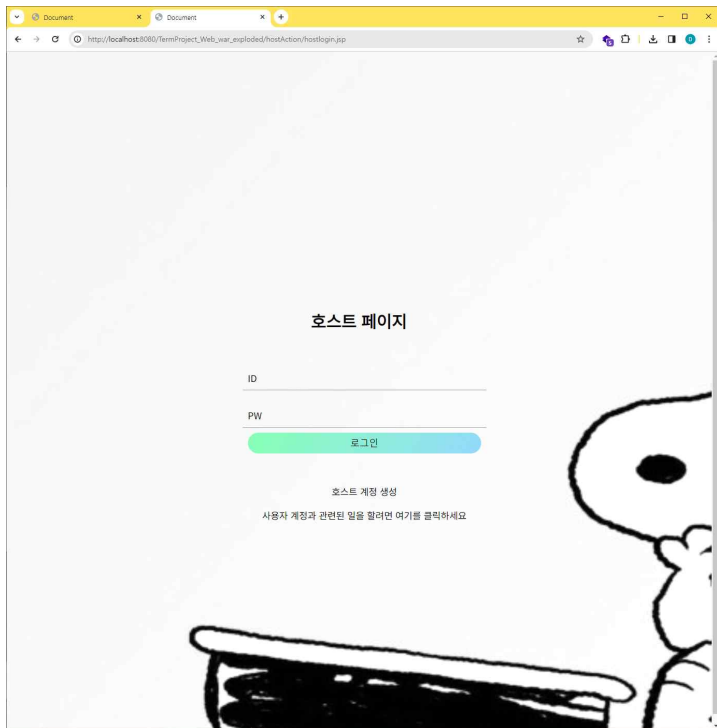 Document
Document
http://localhost:8080/TermProject_Web_war_exploded/hostAction/hostlogin.jsp
호스트 페이지
ID
PW
로그인
호스트 계정 생성
사용자 계정과 관련된 일을 할려면 여기를 클릭하세요